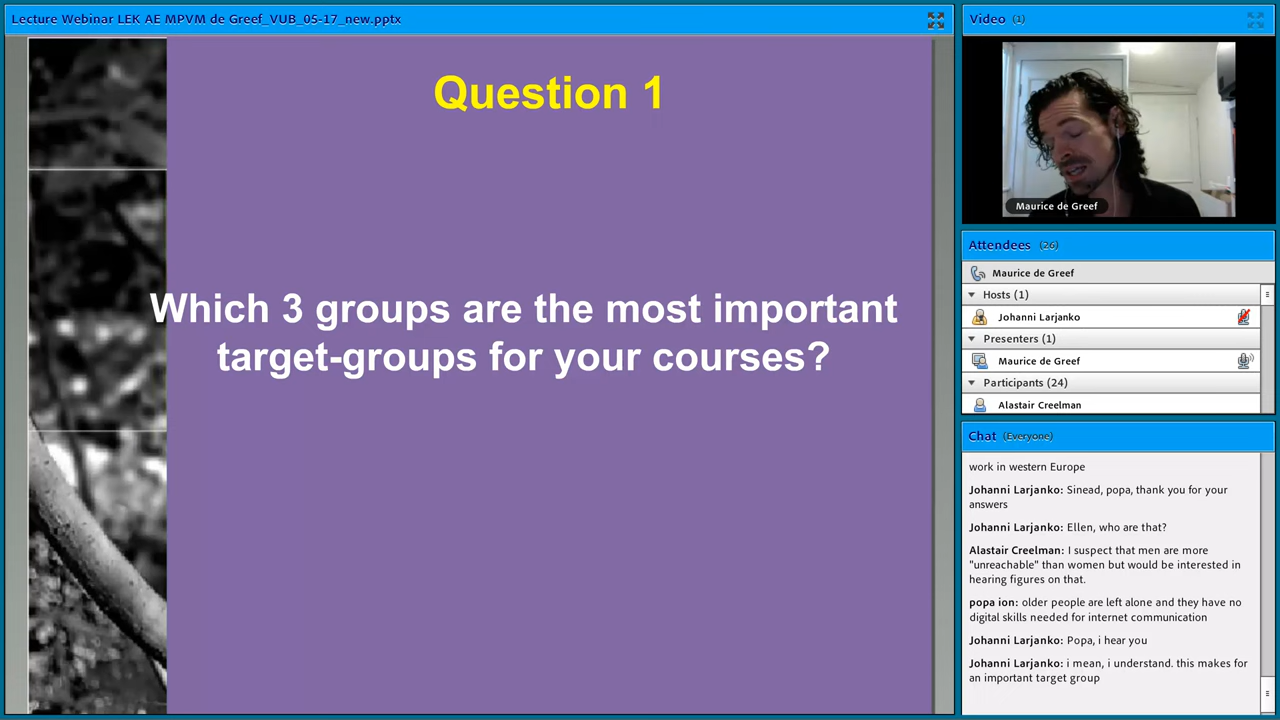 Lecture Webinar LEK AE MPVM de Greef_VUB_05-17_new.pptx
Question 1
Which 3 groups are the most important
target-groups for your courses?
Video (1)
Maurice de Greef
Attendees (26)
Maurice de Greef
Hosts (1)
Johanni Larjanko
Presenters (1)
Maurice de Greef
Participants (24)
Alastair Creelman
Chat (Everyone)
work in western Europe
Johanni Larjanko: Sinead, popa, thank you for your
answers
Johanni Larjanko: Ellen, who are that?
Alastair Creelman: I suspect that men are more
"unreachable" than women but would be interested in
hearing figures on that.
popa ion: older people are left alone and they have no
digital skills needed for internet communication
Johanni Larjanko: Popa, i hear you
Johanni Larjanko: i mean, i understand. this makes for
an important target group